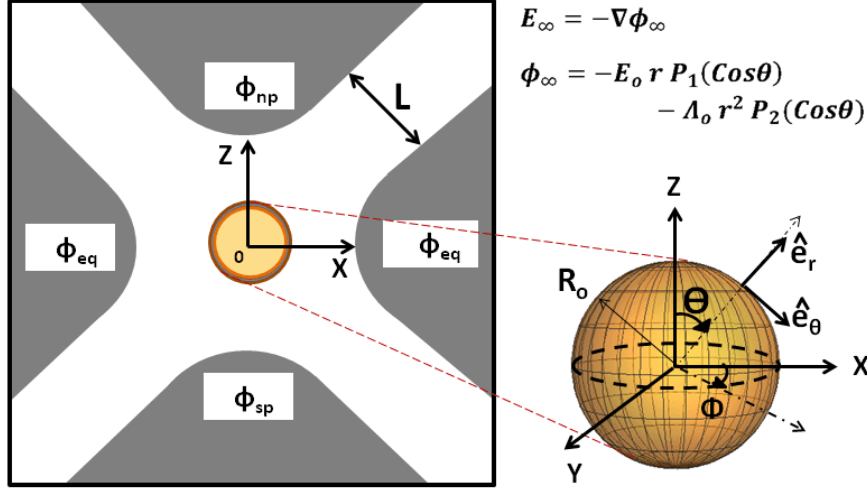 E∞ = −∇ϕ∞
ϕ∞ = −Eₒ r P₁(Cosθ)
− Λₒ r² P₂(Cosθ)
ϕnp
L
Z
ϕeq
0
X
ϕeq
ϕsp
Z
êr
Rₒ
Θ
êθ
X
Φ
Y